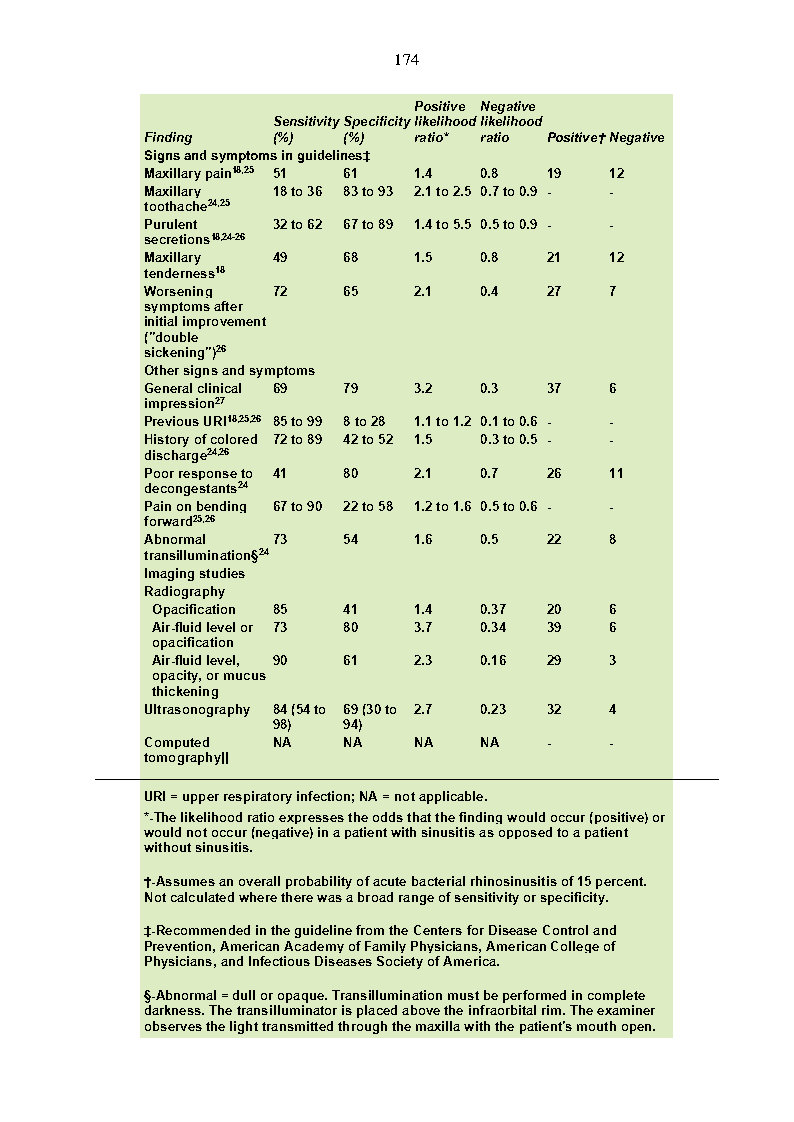 174
Positive Negative
Sensitivity Specificity likelihood likelihood
Finding (%) (%) ratio* ratio Positive† Negative
Signs and symptoms in guidelines‡
Maxillary pain18,25 51 61 1.4 0.8 19 12
Maxillary 18 to 36 83 to 93 2.1 to 2.5 0.7 to 0.9 - -
toothache24,25
Purulent 32 to 62 67 to 89 1.4 to 5.5 0.5 to 0.9 - -
secretions18,24-26
Maxillary 49 68 1.5 0.8 21 12
tenderness18
Worsening 72 65 2.1 0.4 27 7
symptoms after
initial improvement
("double
sickening")26
Other signs and symptoms
General clinical 69 79 3.2 0.3 37 6
impression27
Previous URI18,25,26 85 to 99 8 to 28 1.1 to 1.2 0.1 to 0.6 - -
History of colored 72 to 89 42 to 52 1.5 0.3 to 0.5 - -
discharge24,26
Poor response to 41 80 2.1 0.7 26 11
decongestants24
Pain on bending 67 to 90 22 to 58 1.2 to 1.6 0.5 to 0.6 - -
forward25,26
Abnormal 73 54 1.6 0.5 22 8
transillumination§24
Imaging studies
Radiography
Opacification 85 41 1.4 0.37 20 6
Air-fluid level or 73 80 3.7 0.34 39 6
opacification
Air-fluid level, 90 61 2.3 0.16 29 3
opacity, or mucus
thickening
Ultrasonography 84 (54 to 69 (30 to 2.7 0.23 32 4
98) 94)
Computed NA NA NA NA - -
tomography||
URI = upper respiratory infection; NA = not applicable.
*-The likelihood ratio expresses the odds that the finding would occur (positive) or
would not occur (negative) in a patient with sinusitis as opposed to a patient
without sinusitis.
†-Assumes an overall probability of acute bacterial rhinosinusitis of 15 percent.
Not calculated where there was a broad range of sensitivity or specificity.
‡-Recommended in the guideline from the Centers for Disease Control and
Prevention, American Academy of Family Physicians, American College of
Physicians, and Infectious Diseases Society of America.
§-Abnormal = dull or opaque. Transillumination must be performed in complete
darkness. The transilluminator is placed above the infraorbital rim. The examiner
observes the light transmitted through the maxilla with the patient's mouth open.